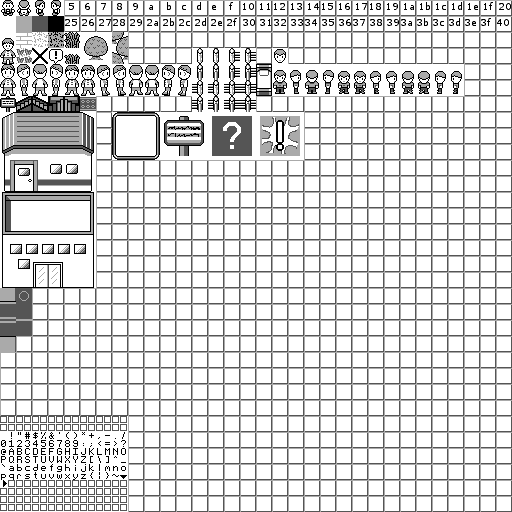 5 6 7 8 9 a b c d e f 10 11 12 13 14 15 16 17 18 19 1a 1b 1c 1d 1e 1f 20
25 26 27 28 29 2a 2b 2c 2d 2e 2f 30 31 32 33 34 35 36 37 38 39 3a 3b 3c 3d 3e 3f 40
!
? !
!"#$%&'()*+,-./
0123456789:;<=>?
@ABCDEFGHIJKLMNO
PQRSTUVWXYZ[\]^_
`abcdefghijklmno
pqrstuvwxyz{|}~